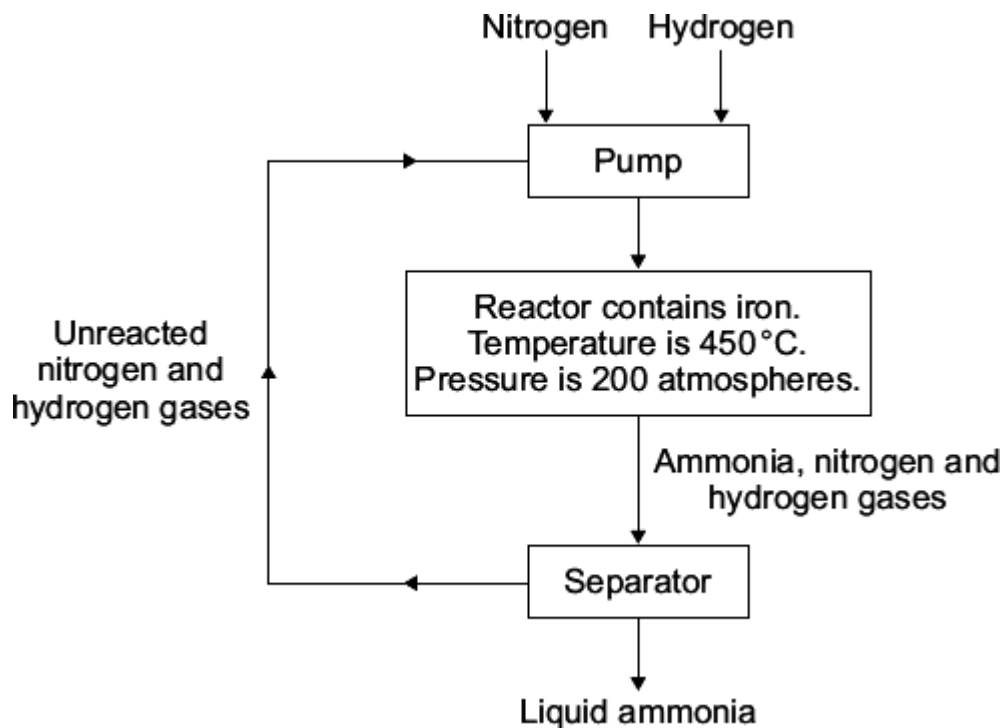 Nitrogen Hydrogen
Pump
Reactor contains iron.
Temperature is 450°C.
Pressure is 200 atmospheres.
Unreacted
nitrogen and
hydrogen gases
Ammonia, nitrogen and
hydrogen gases
Separator
Liquid ammonia